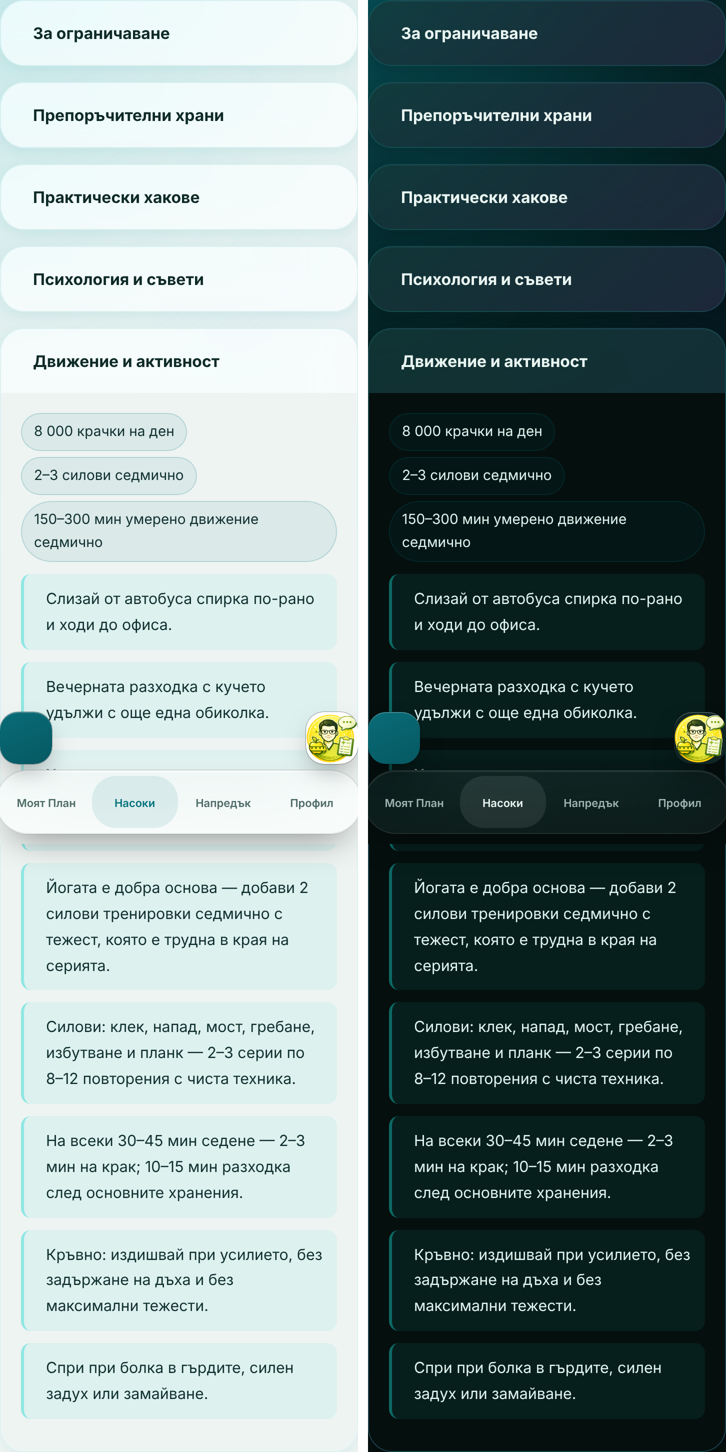 За ограничаване
Препоръчителни храни
Практически хакове
Психология и съвети
Движение и активност
8 000 крачки на ден
2–3 силови седмично
150–300 мин умерено движение
седмично
Слизай от автобуса спирка по-рано
и ходи до офиса.
Вечерната разходка с кучето
удължи с още една обиколка.
Моят План
Насоки
Напредък
Профил
Йогата е добра основа — добави 2
силови тренировки седмично с
тежест, която е трудна в края на
серията.
Силови: клек, напад, мост, гребане,
избутване и планк — 2–3 серии по
8–12 повторения с чиста техника.
На всеки 30–45 мин седене — 2–3
мин на крак; 10–15 мин разходка
след основните хранения.
Кръвно: издишвай при усилието, без
задържане на дъха и без
максимални тежести.
Спри при болка в гърдите, силен
задух или замайване.
За ограничаване
Препоръчителни храни
Практически хакове
Психология и съвети
Движение и активност
8 000 крачки на ден
2–3 силови седмично
150–300 мин умерено движение
седмично
Слизай от автобуса спирка по-рано
и ходи до офиса.
Вечерната разходка с кучето
удължи с още една обиколка.
Моят План
Насоки
Напредък
Профил
Йогата е добра основа — добави 2
силови тренировки седмично с
тежест, която е трудна в края на
серията.
Силови: клек, напад, мост, гребане,
избутване и планк — 2–3 серии по
8–12 повторения с чиста техника.
На всеки 30–45 мин седене — 2–3
мин на крак; 10–15 мин разходка
след основните хранения.
Кръвно: издишвай при усилието, без
задържане на дъха и без
максимални тежести.
Спри при болка в гърдите, силен
задух или замайване.